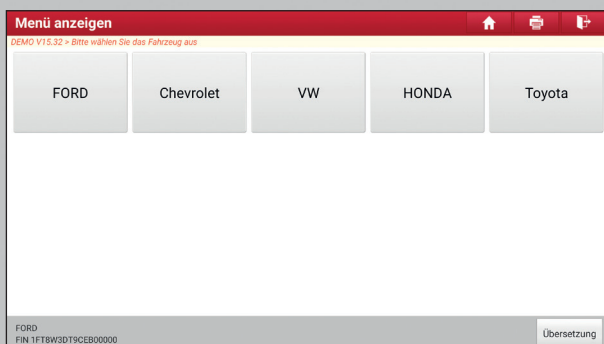 Menü anzeigen
DEMO V15.32 > Bitte wählen Sie das Fahrzeug aus
FORD Chevrolet VW HONDA Toyota
FORD
FIN 1FT8W3DT9CEB00000
Übersetzung